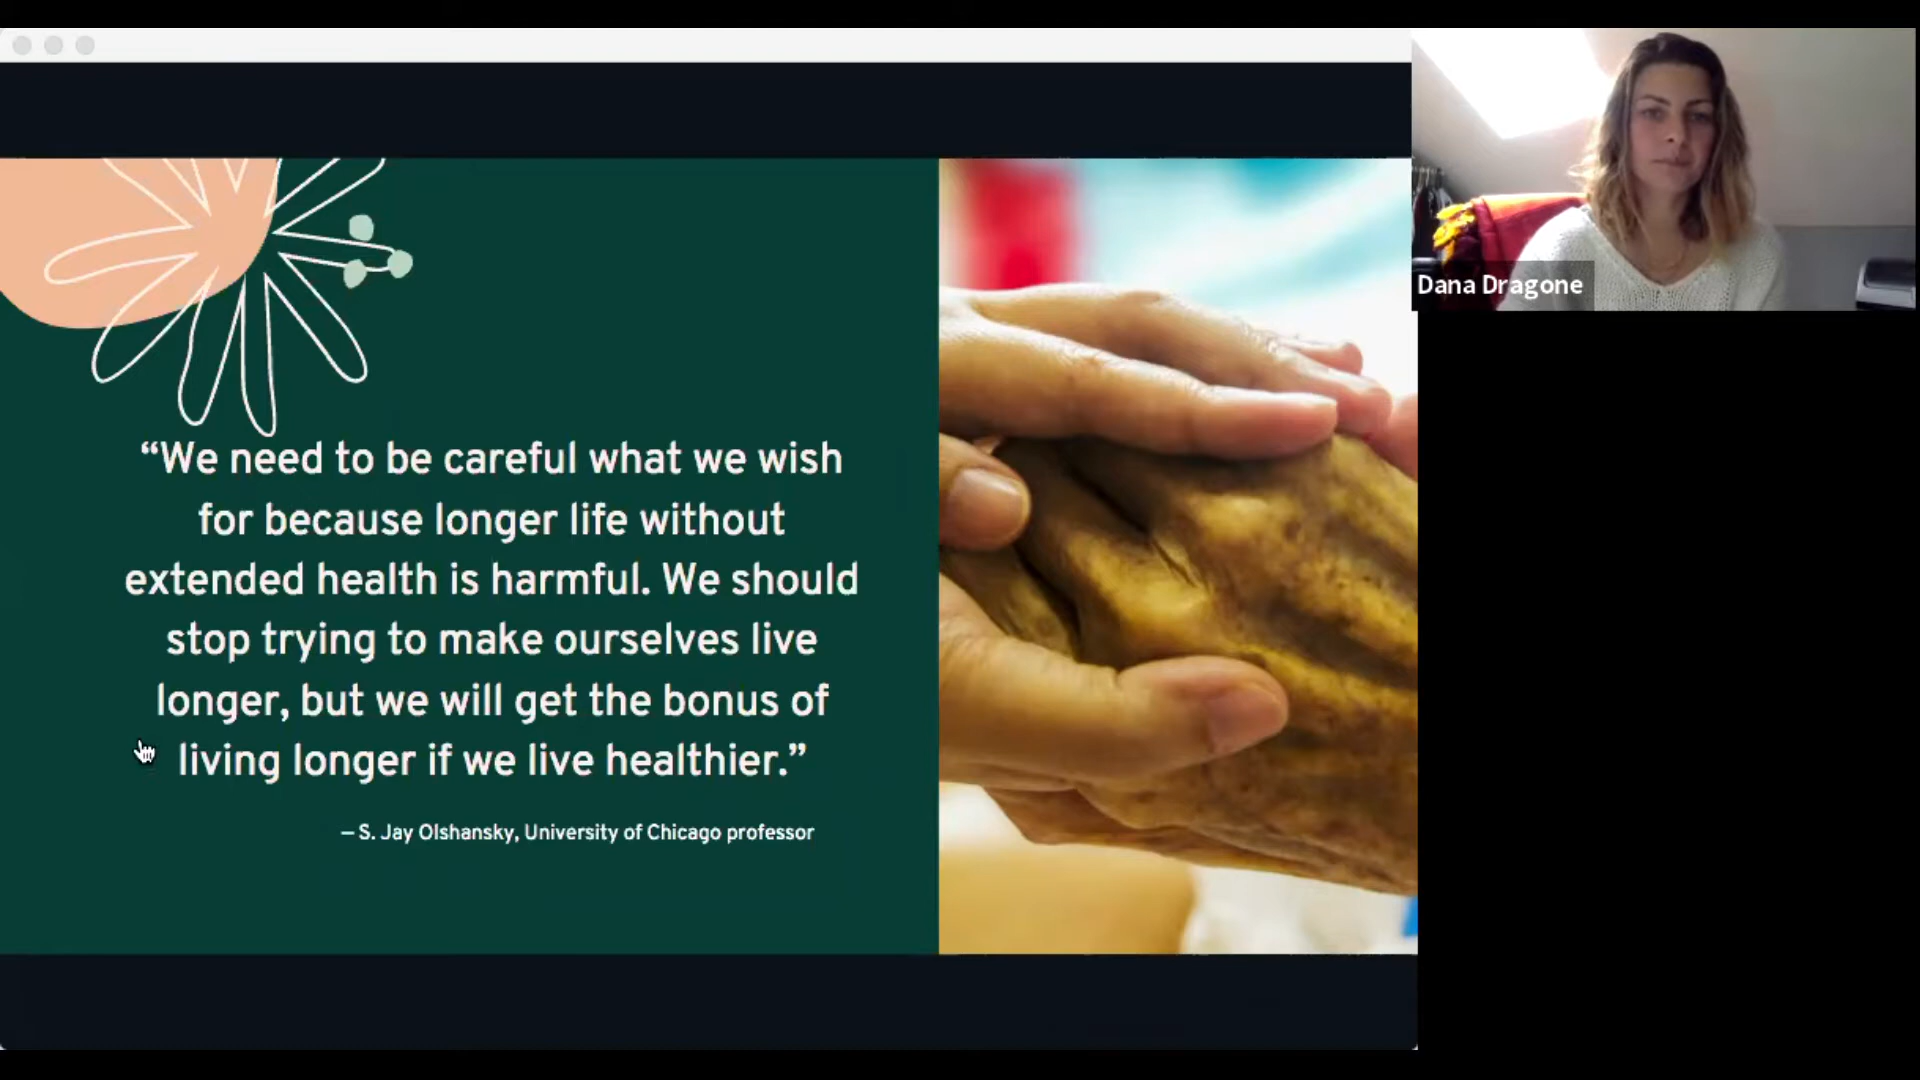 “We need to be careful what we wish
for because longer life without
extended health is harmful. We should
stop trying to make ourselves live
longer, but we will get the bonus of
living longer if we live healthier.”
– S. Jay Olshansky, University of Chicago professor
Dana Dragone